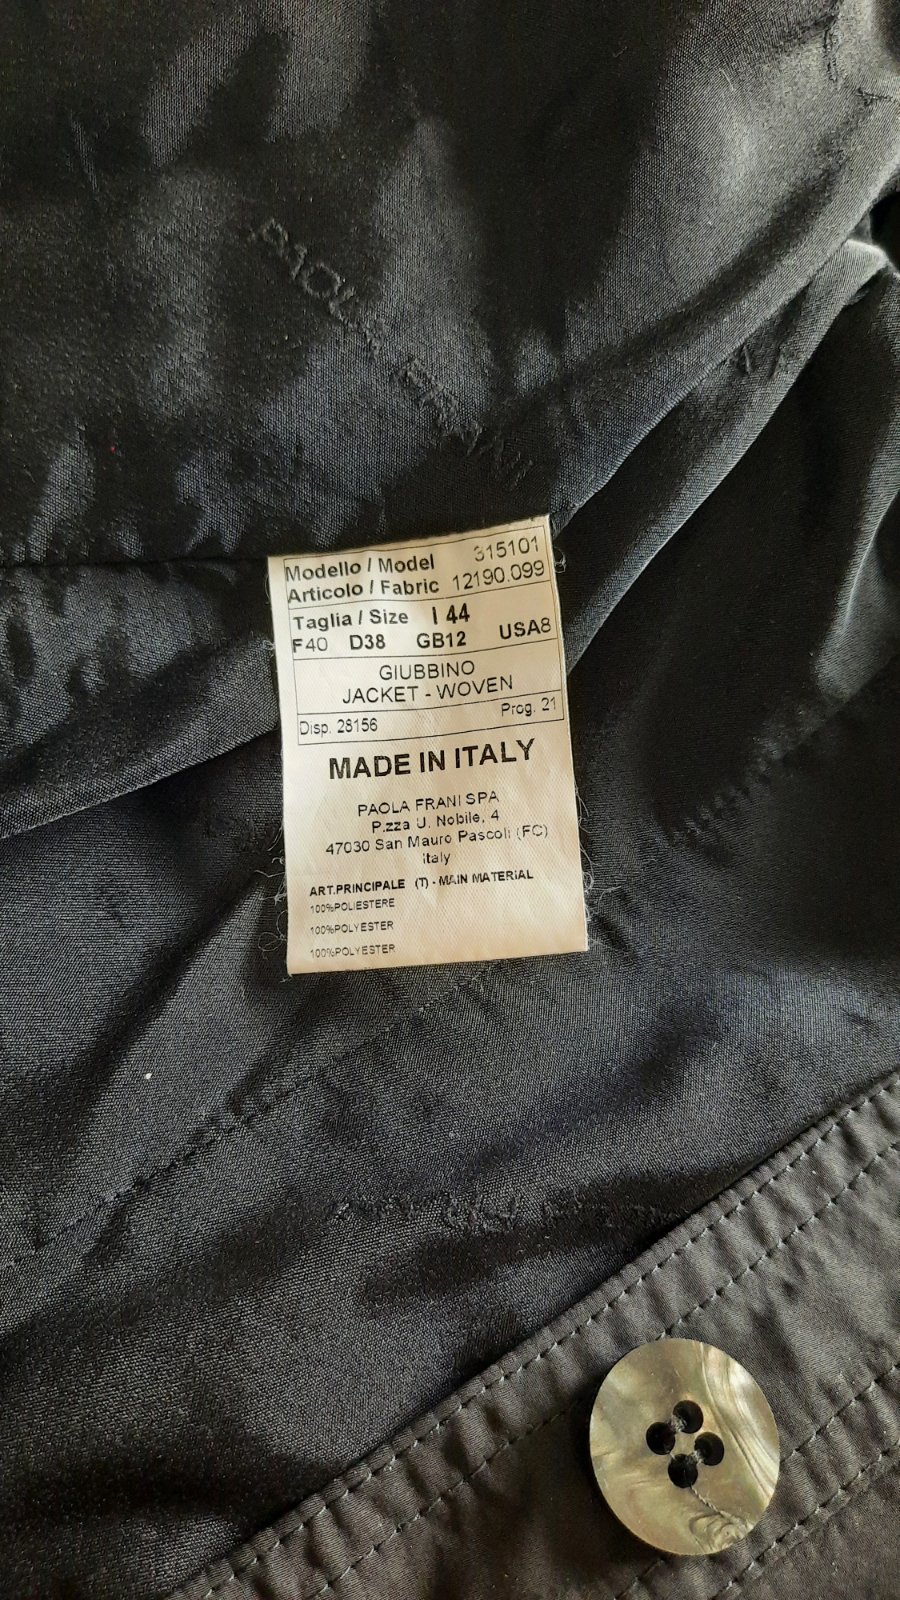 PAOLA FRANI
Modello / Model 315101
Articolo / Fabric 12190.099
Taglia / Size I 44
F40 D38 GB12 USA8
GIUBBINO
JACKET - WOVEN
Disp. 28156 Prog. 21
MADE IN ITALY
PAOLA FRANI SPA
P.zza U. Nobile, 4
47030 San Mauro Pascoli (FC)
Italy
ART.PRINCIPALE (T) - MAIN MATERIAL
100%POLIESTERE
100%POLYESTER
100%POLYESTER